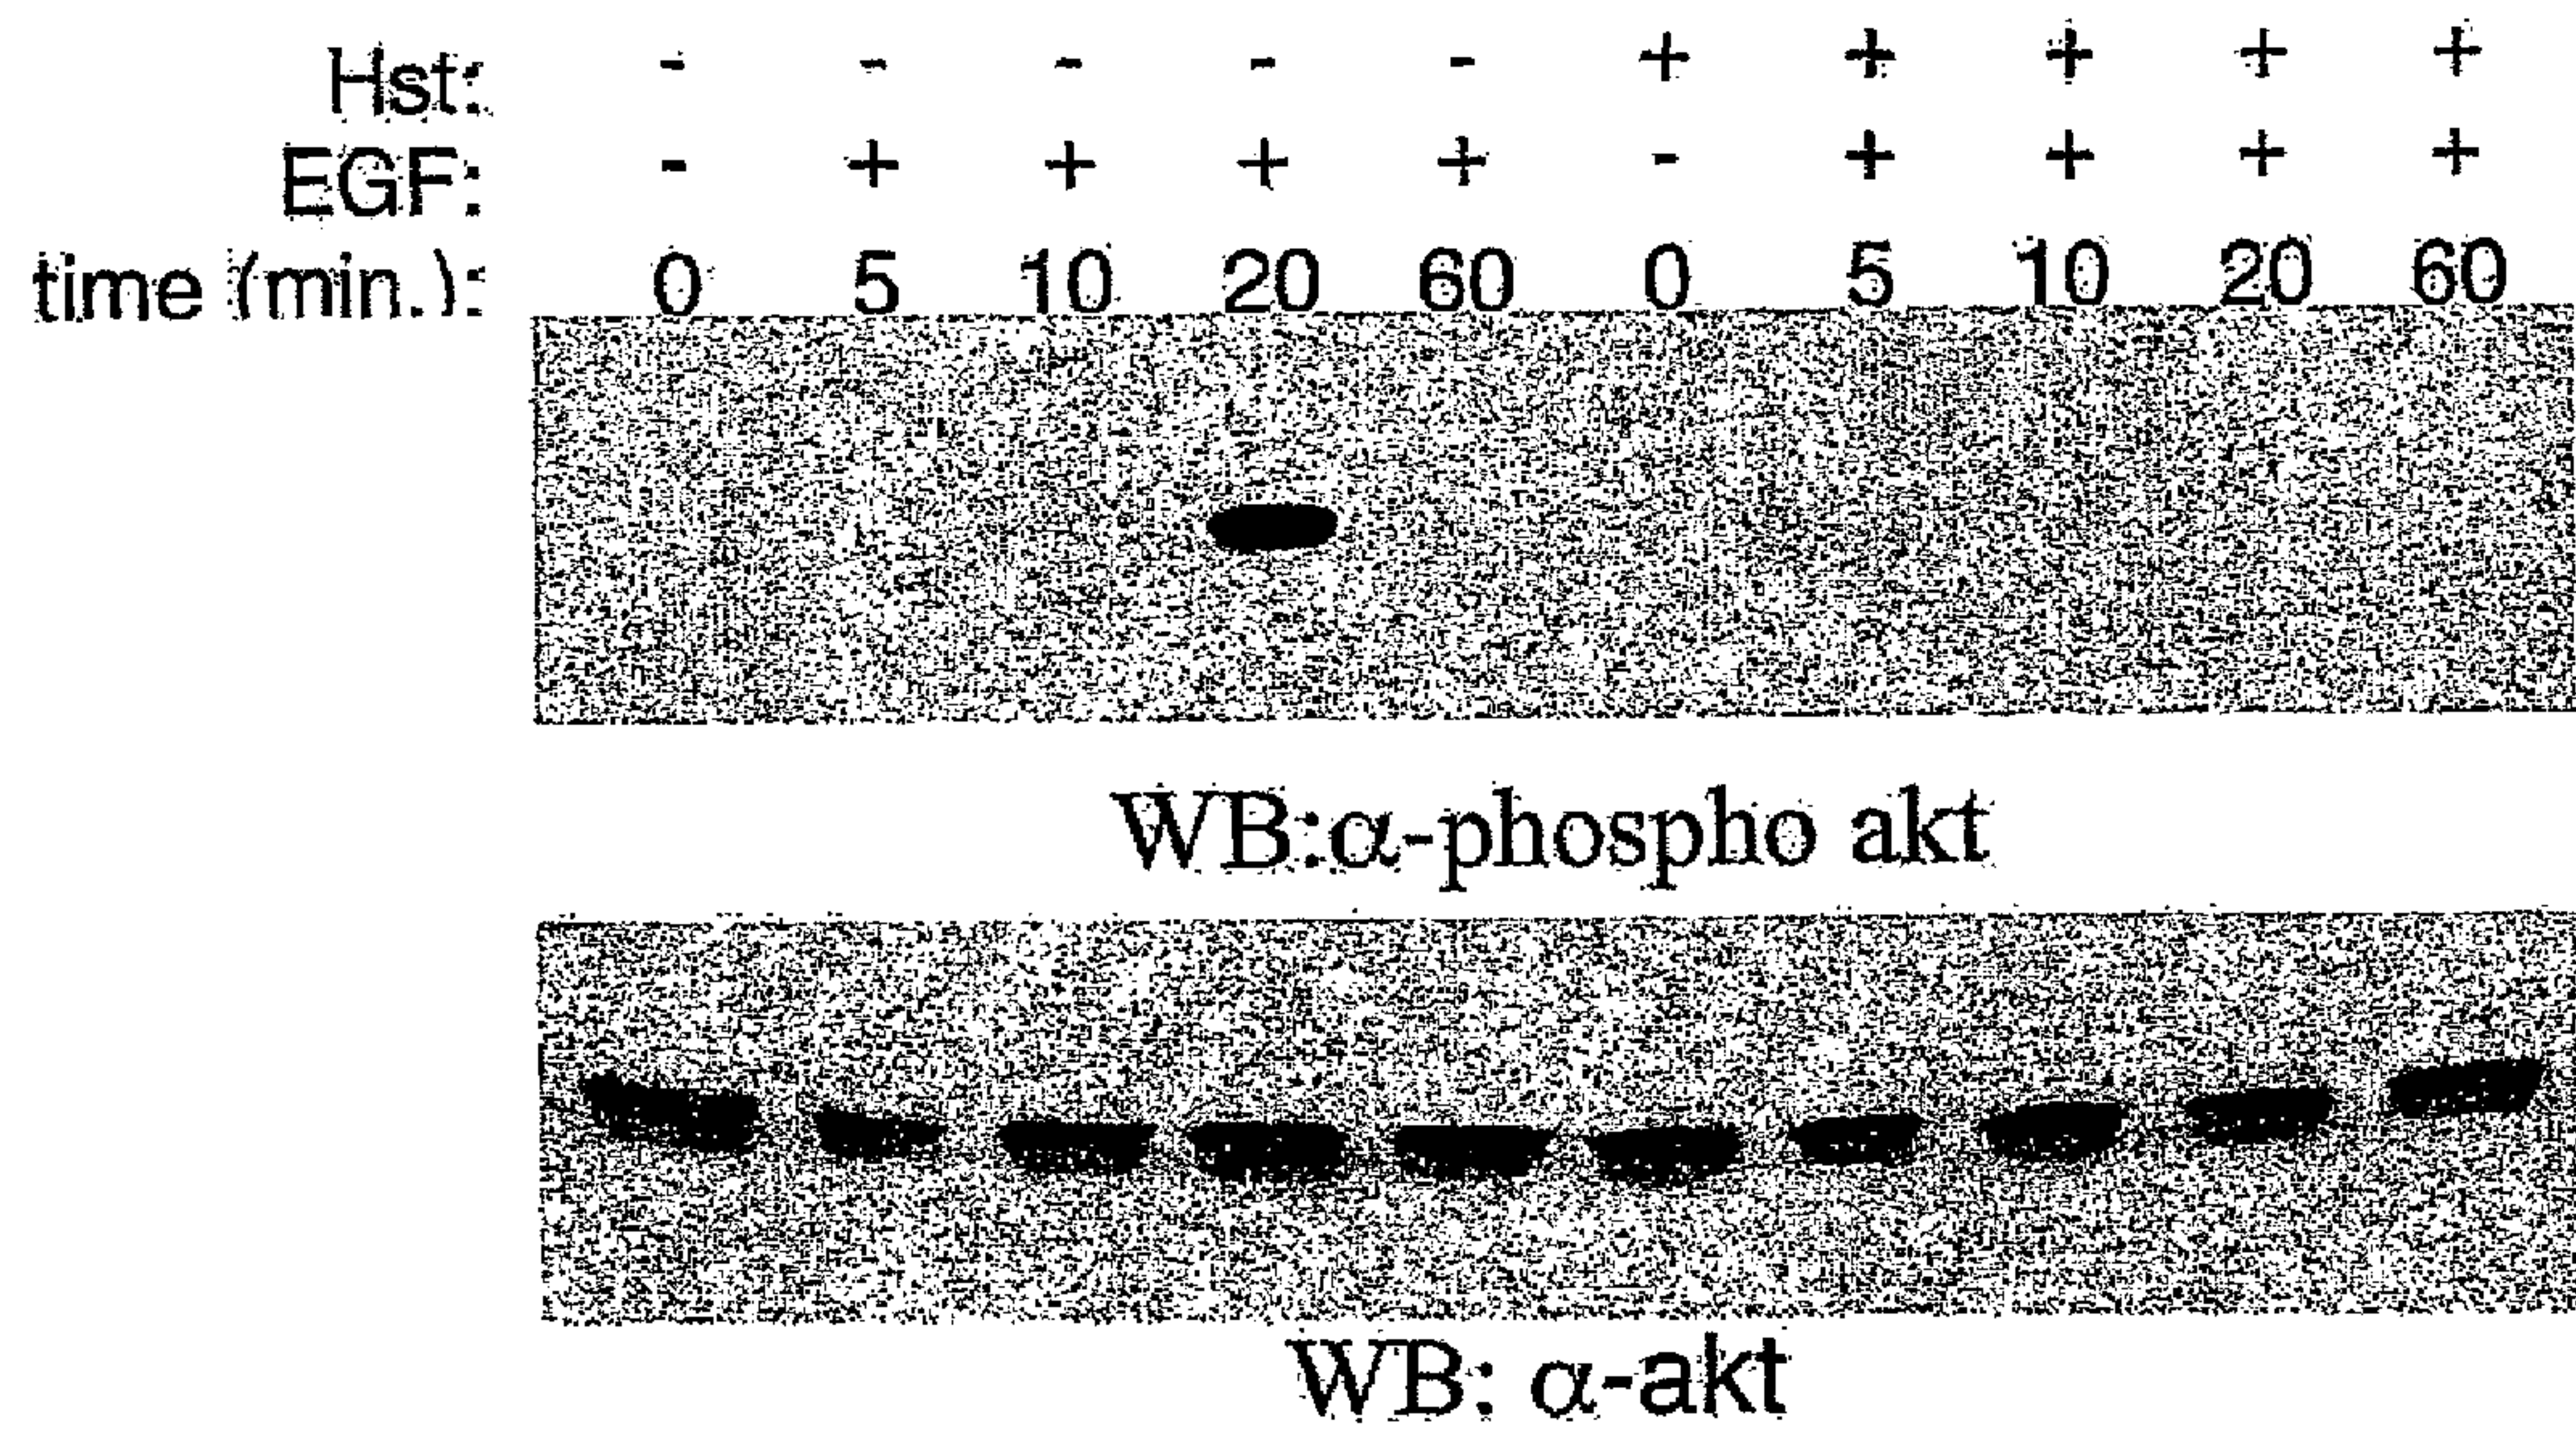 Hst: - - - - - + + + + +
EGF: - + + + + - + + + +
time (min.): 0 5 10 20 60 0 5 10 20 60
WB:α-phospho akt
WB: α-akt